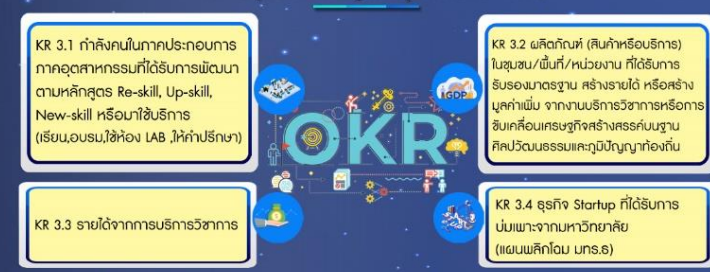 KR 3.1 กำลังคนในภาคประกอบการ
ภาคอุตสาหกรรมที่ได้รับการพัฒนา
ตามหลักสูตร Re-skill, Up-skill,
New-skill หรือมาใช้บริการ
(เรียน,อบรม,ใช้ห้อง LAB ,ให้คำปรึกษา)
KR 3.2 ผลิตภัณฑ์ (สินค้าหรือบริการ)
ในชุมชน/พื้นที่/หน่วยงาน ที่ได้รับการ
รับรองมาตรฐาน สร้างรายได้ หรือสร้าง
มูลค่าเพิ่ม จากงานบริการวิชาการหรือการ
ขับเคลื่อนเศรษฐกิจสร้างสรรค์บนฐาน
ศิลปวัฒนธรรมและภูมิปัญญาท้องถิ่น
GDP
OKR
KR 3.3 รายได้จากการบริการวิชาการ
KR 3.4 ธุรกิจ Startup ที่ได้รับการ
บ่มเพาะจากมหาวิทยาลัย
(แผนพลิกโฉม มทร.ธ)